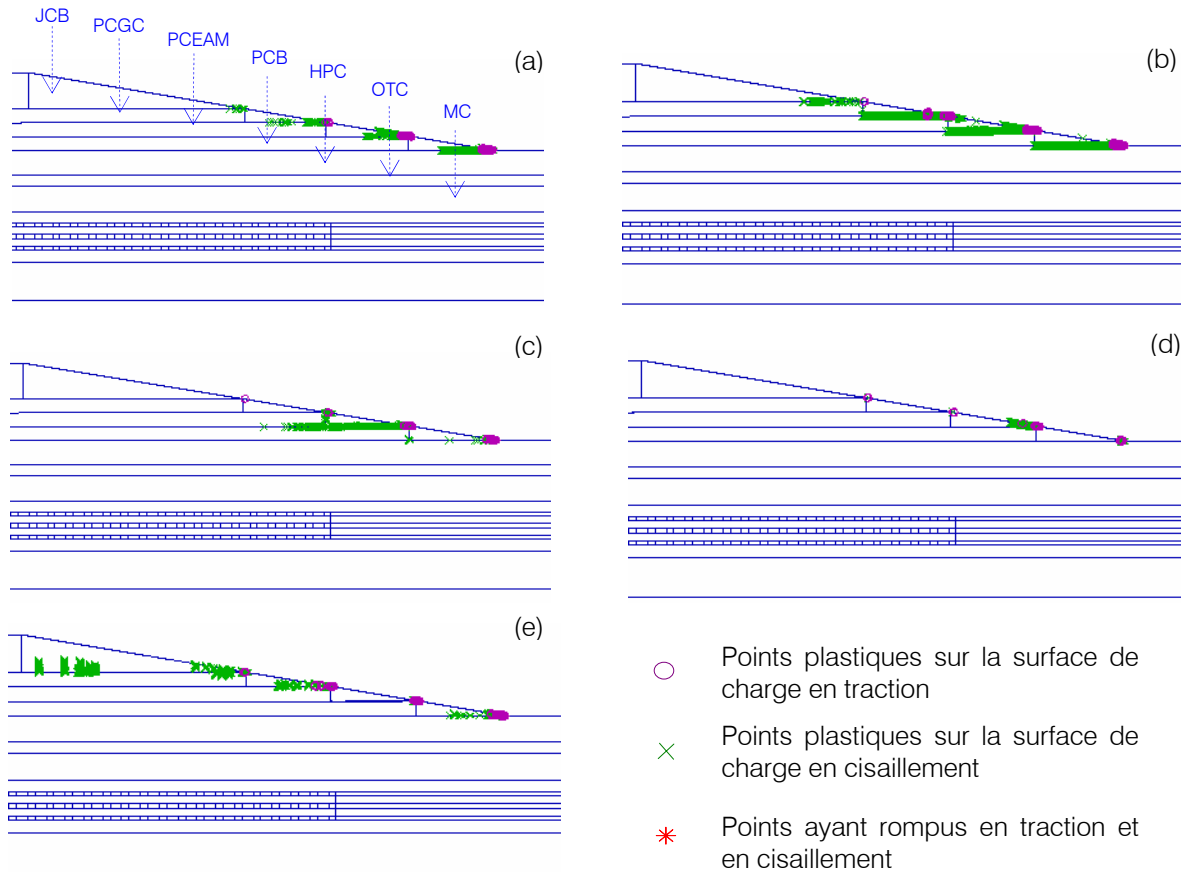 JCB
PCGC
PCEAM
PCB
HPC
OTC
MC
(a)
(b)
(c)
(d)
(e)
Points plastiques sur la surface de
charge en traction
Points plastiques sur la surface de
charge en cisaillement
Points ayant rompus en traction et
en cisaillement